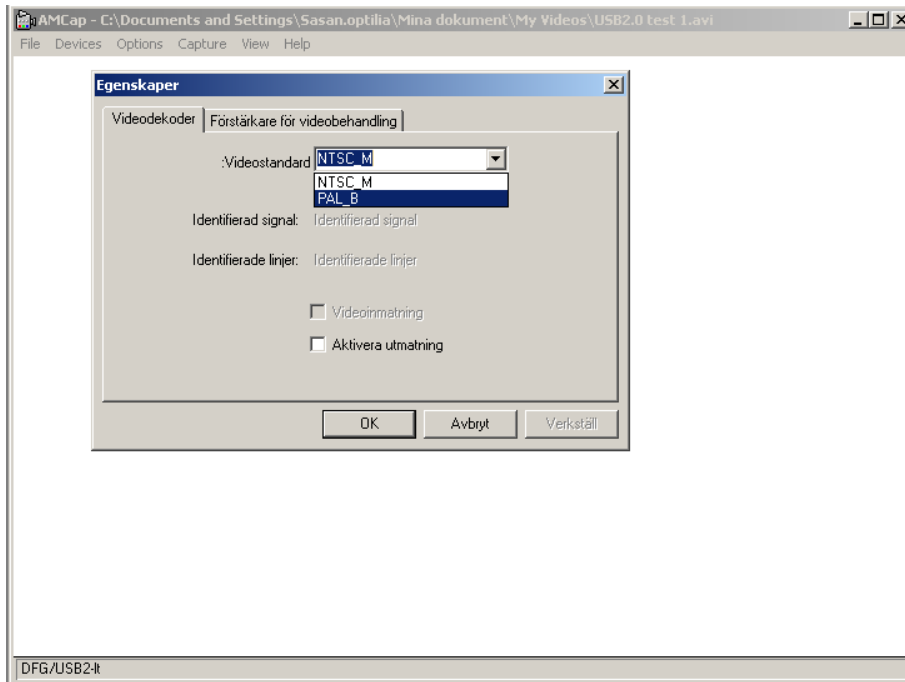 AMCap - C:\Documents and Settings\Sasan.optilia\Mina dokument\My Videos\USB2.0 test 1.avi
File Devices Options Capture View Help
Egenskaper
Videodekoder Förstärkare för videobehandling
:Videostandard NTSC_M
NTSC_M
PAL_B
Identifierad signal: Identifierad signal
Identifierade linjer: Identifierade linjer
Videoinmatning
Aktivera utmatning
OK Avbryt Verkställ
DFG/USB2-lt